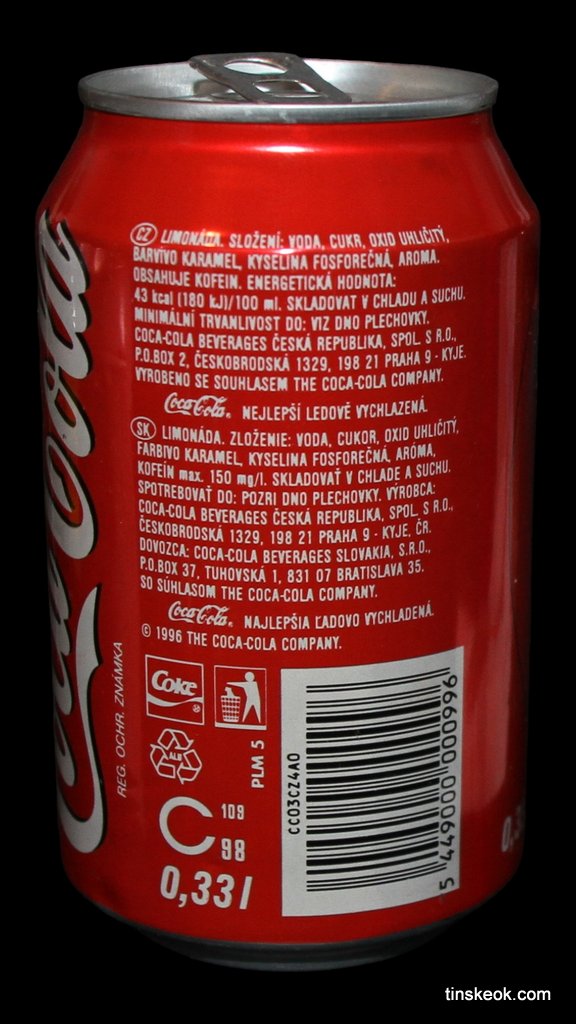 Coca-Cola
REG. OCHR. ZNÁMKA
CZ LIMONÁDA. SLOŽENÍ: VODA, CUKR, OXID UHLIČITÝ,
BARVIVO KARAMEL, KYSELINA FOSFOREČNÁ, AROMA.
OBSAHUJE KOFEIN. ENERGETICKÁ HODNOTA:
43 kcal (180 kJ)/100 ml. SKLADOVAT V CHLADU A SUCHU.
MINIMÁLNÍ TRVANLIVOST DO: VIZ DNO PLECHOVKY.
COCA-COLA BEVERAGES ČESKÁ REPUBLIKA, SPOL. S R.O.,
P.O.BOX 2, ČESKOBRODSKÁ 1329, 198 21 PRAHA 9 - KYJE.
VYROBENO SE SOUHLASEM THE COCA-COLA COMPANY.
Coca-Cola. NEJLEPŠÍ LEDOVĚ VYCHLAZENÁ.
SK LIMONÁDA. ZLOŽENIE: VODA, CUKOR, OXID UHLIČITÝ,
FARBIVO KARAMEL, KYSELINA FOSFOREČNÁ, ARÓMA,
KOFEÍN max. 150 mg/l. SKLADOVAŤ V CHLADE A SUCHU.
SPOTREBOVAŤ DO: POZRI DNO PLECHOVKY. VÝROBCA:
COCA-COLA BEVERAGES ČESKÁ REPUBLIKA, SPOL. S R.O.,
ČESKOBRODSKÁ 1329, 198 21 PRAHA 9 - KYJE, ČR.
DOVOZCA: COCA-COLA BEVERAGES SLOVAKIA, S.R.O.,
P.O.BOX 37, TUHOVSKÁ 1, 831 07 BRATISLAVA 35.
SO SÚHLASOM THE COCA-COLA COMPANY.
Coca-Cola. NAJLEPŠIA ĽADOVO VYCHLADENÁ.
© 1996 THE COCA-COLA COMPANY.
Coke ®
ALU
PLM 5
C 109
98
0,33l
CC03CZ4A0
5 449000 000996
tinskeok.com